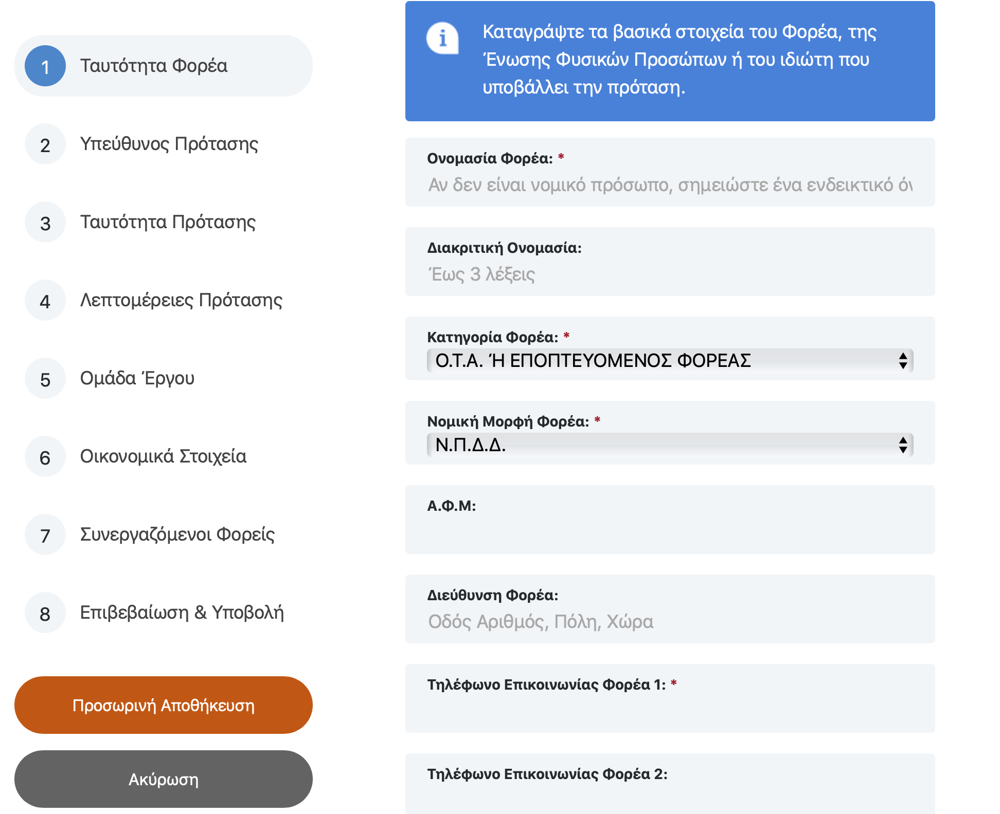 1 Ταυτότητα Φορέα
2 Υπεύθυνος Πρότασης
3 Ταυτότητα Πρότασης
4 Λεπτομέρειες Πρότασης
5 Ομάδα Έργου
6 Οικονομικά Στοιχεία
7 Συνεργαζόμενοι Φορείς
8 Επιβεβαίωση & Υποβολή
Προσωρινή Αποθήκευση
Ακύρωση
i
Καταγράψτε τα βασικά στοιχεία του Φορέα, της
Ένωσης Φυσικών Προσώπων ή του ιδιώτη που
υποβάλλει την πρόταση.
Ονομασία Φορέα: *
Αν δεν είναι νομικό πρόσωπο, σημειώστε ένα ενδεικτικό όν
Διακριτική Ονομασία:
Έως 3 λέξεις
Κατηγορία Φορέα: *
Ο.Τ.Α. Ή ΕΠΟΠΤΕΥΟΜΕΝΟΣ ΦΟΡΕΑΣ
Νομική Μορφή Φορέα: *
Ν.Π.Δ.Δ.
Α.Φ.Μ:
Διεύθυνση Φορέα:
Οδός Αριθμός, Πόλη, Χώρα
Τηλέφωνο Επικοινωνίας Φορέα 1: *
Τηλέφωνο Επικοινωνίας Φορέα 2: